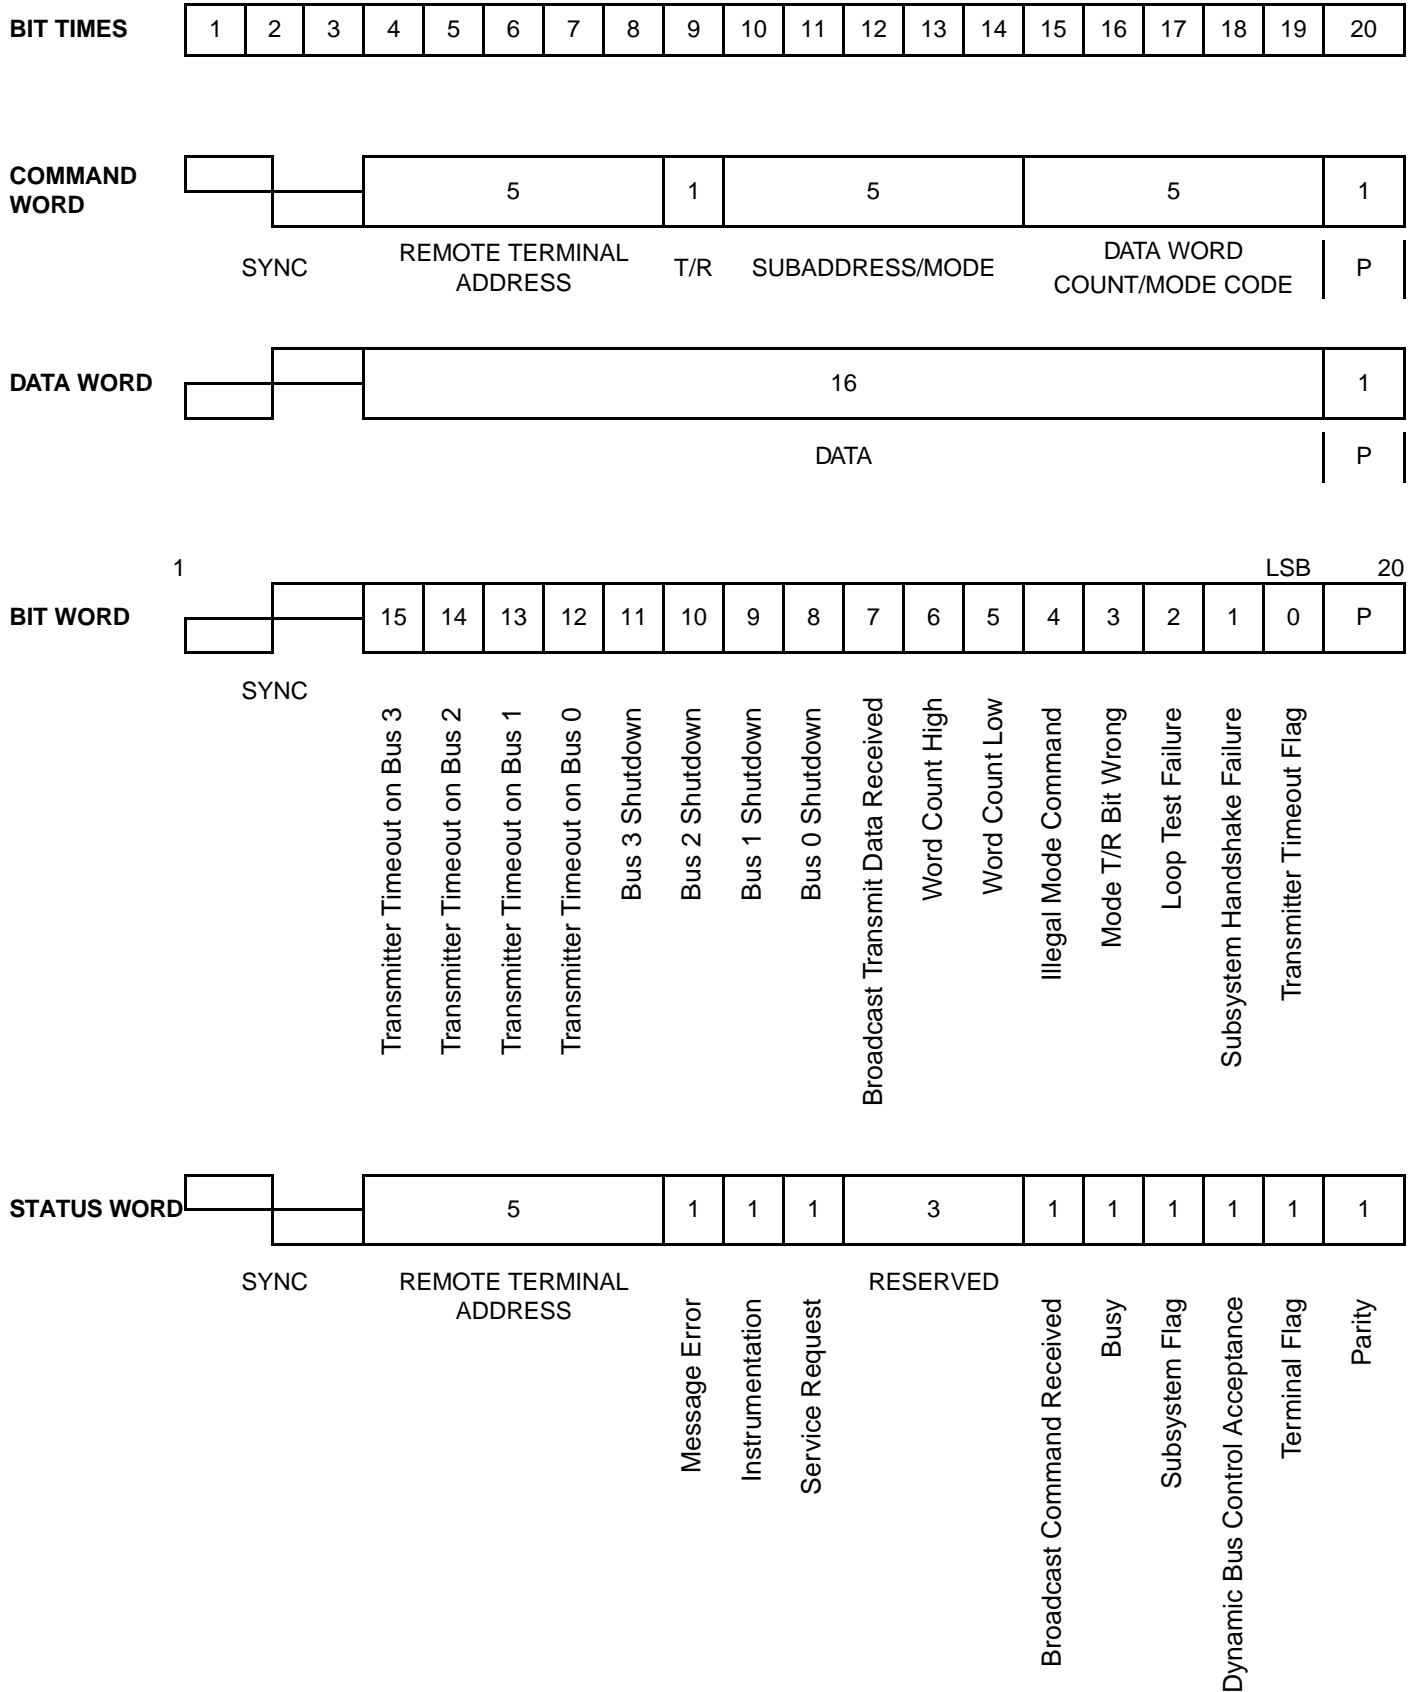 BIT TIMES 1 2 3 4 5 6 7 8 9 10 11 12 13 14 15 16 17 18 19 20
COMMAND
WORD
5 1 5 5 1
SYNC
REMOTE TERMINAL
ADDRESS
T/R
SUBADDRESS/MODE
DATA WORD
COUNT/MODE CODE
P
DATA WORD 16 1
DATA P
1 LSB 20
BIT WORD 15 14 13 12 11 10 9 8 7 6 5 4 3 2 1 0 P
SYNC
Transmitter Timeout on Bus 3
Transmitter Timeout on Bus 2
Transmitter Timeout on Bus 1
Transmitter Timeout on Bus 0
Bus 3 Shutdown
Bus 2 Shutdown
Bus 1 Shutdown
Bus 0 Shutdown
Broadcast Transmit Data Received
Word Count High
Word Count Low
Illegal Mode Command
Mode T/R Bit Wrong
Loop Test Failure
Subsystem Handshake Failure
Transmitter Timeout Flag
STATUS WORD 5 1 1 1 3 1 1 1 1 1 1
SYNC
REMOTE TERMINAL
ADDRESS
Message Error
Instrumentation
Service Request
RESERVED
Broadcast Command Received
Busy
Subsystem Flag
Dynamic Bus Control Acceptance
Terminal Flag
Parity